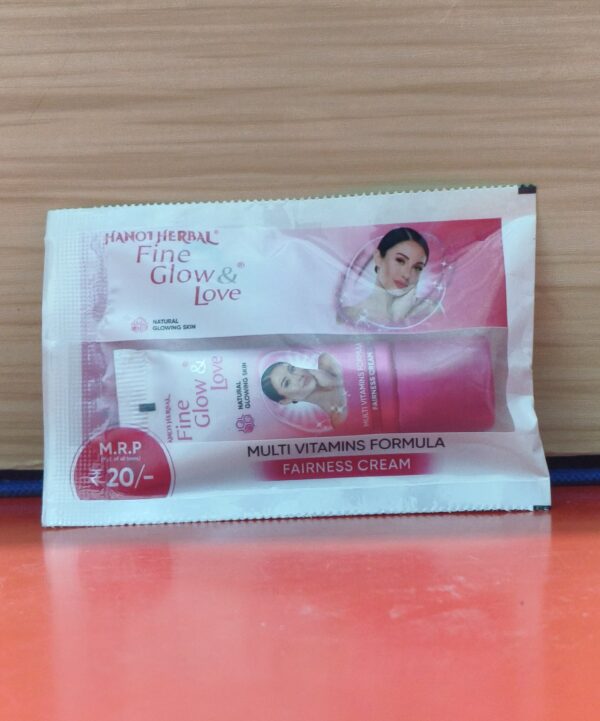 HANOI HERBAL®
Fine
Glow &®
Love
NATURAL
GLOWING SKIN
HANOI HERBAL®
Fine
Glow &
Love
NATURAL
GLOWING SKIN
MULTI VITAMINS FORMULA
FAIRNESS CREAM
M.R.P
20/-
MULTI VITAMINS FORMULA
FAIRNESS CREAM